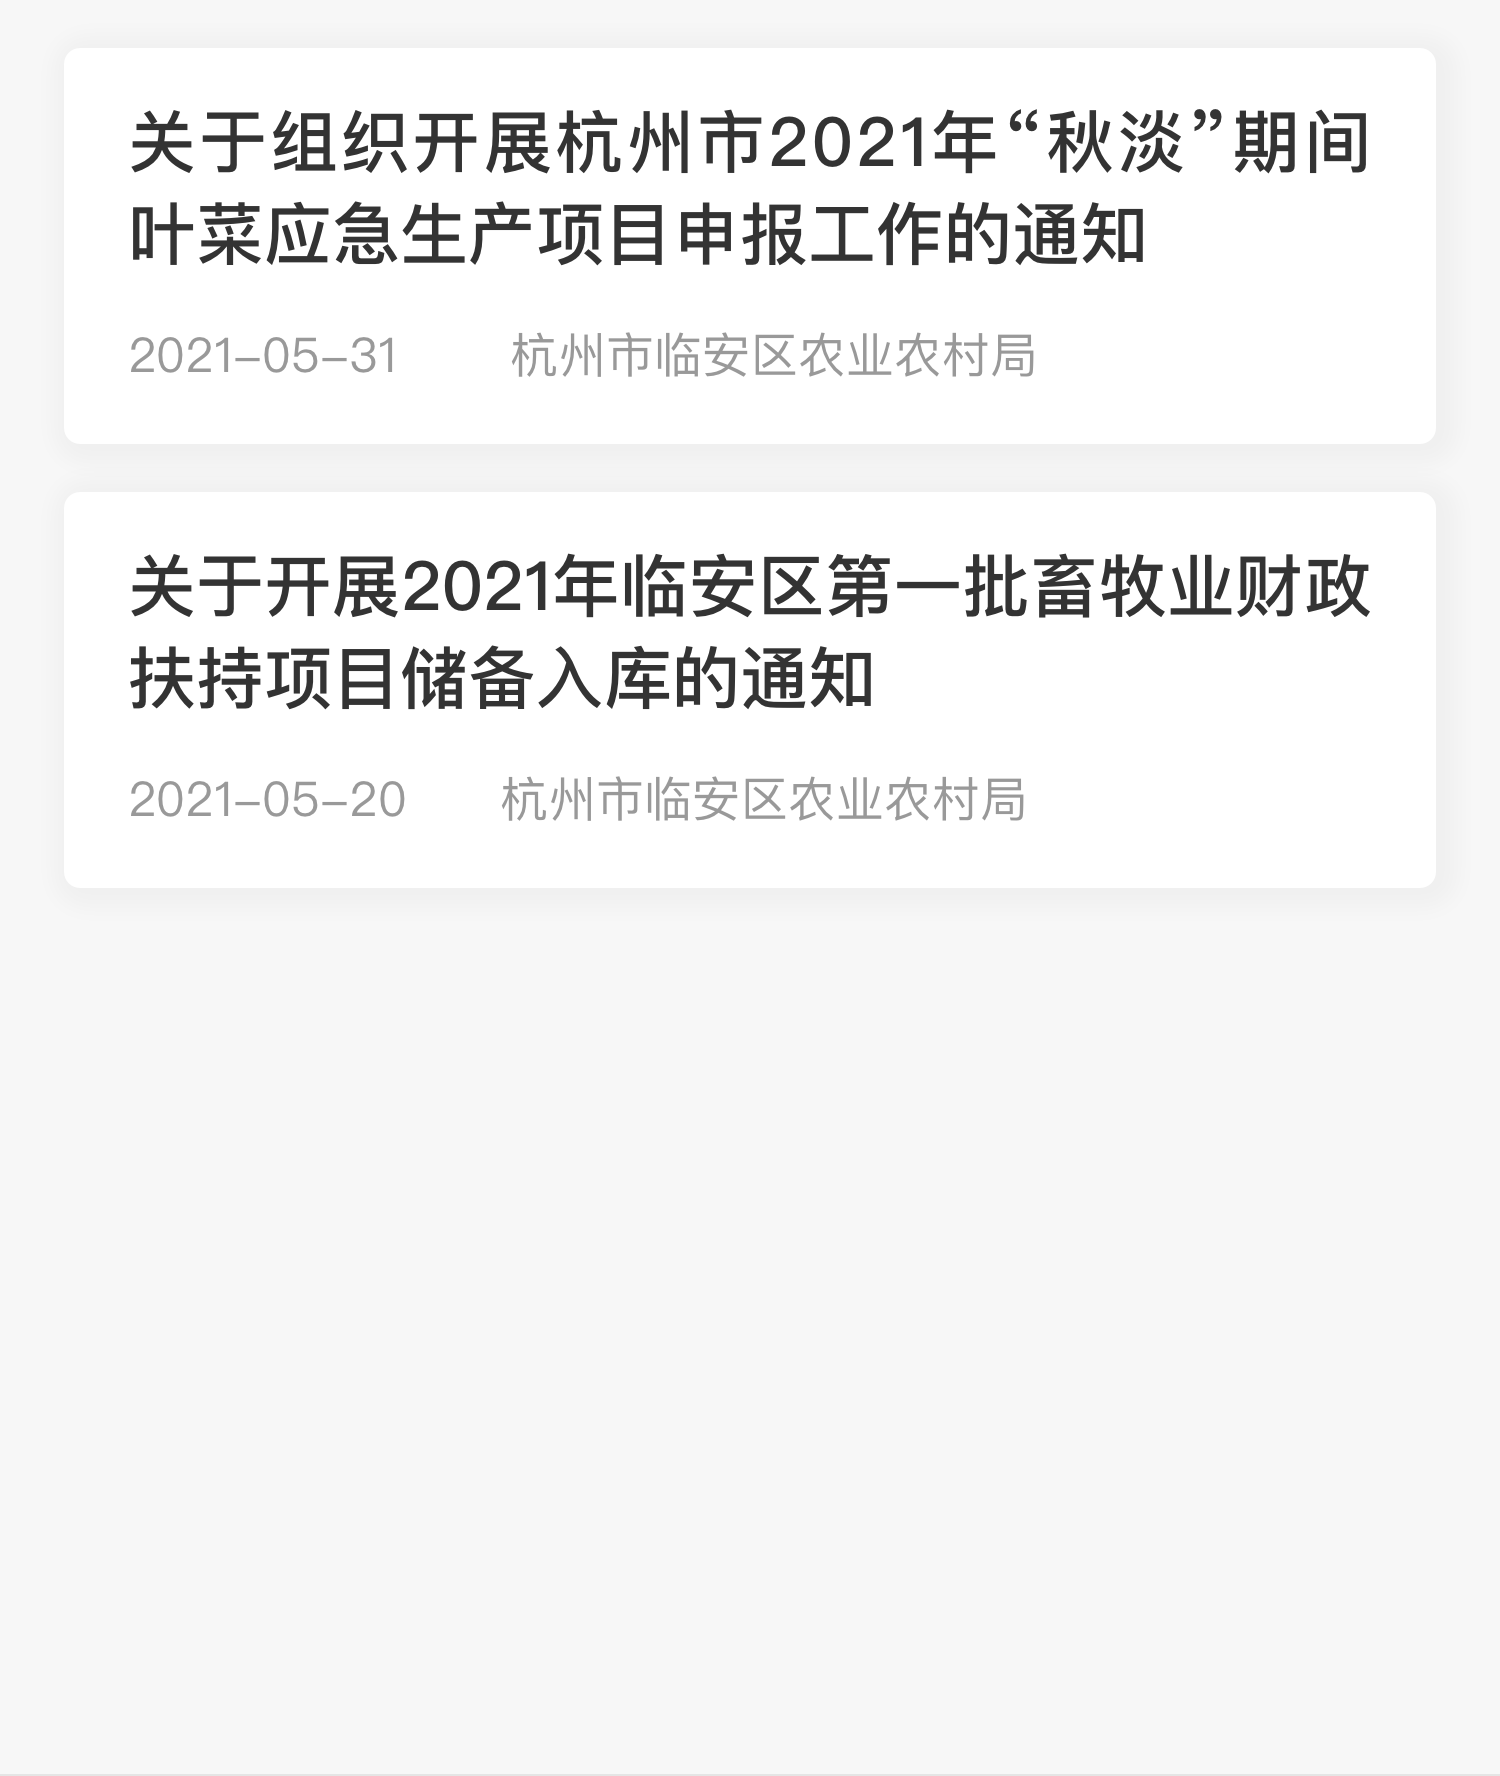 关于组织开展杭州市2021年“秋淡”期间
叶菜应急生产项目申报工作的通知
2021-05-31 杭州市临安区农业农村局
关于开展2021年临安区第一批畜牧业财政
扶持项目储备入库的通知
2021-05-20 杭州市临安区农业农村局